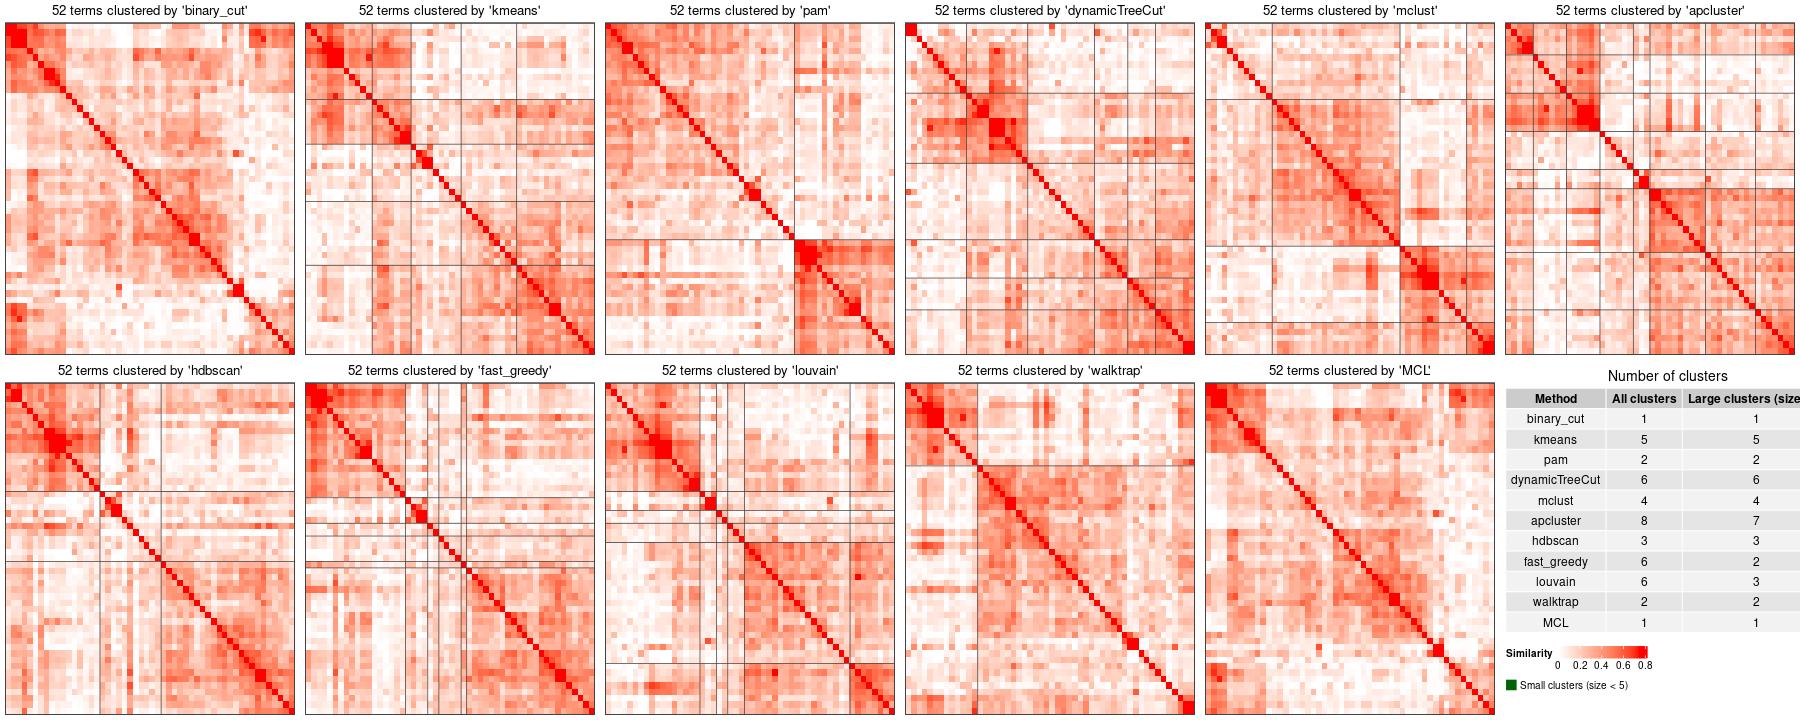 52 terms clustered by 'binary_cut'
52 terms clustered by 'kmeans'
52 terms clustered by 'pam'
52 terms clustered by 'dynamicTreeCut'
52 terms clustered by 'mclust'
52 terms clustered by 'apcluster'
52 terms clustered by 'hdbscan'
52 terms clustered by 'fast_greedy'
52 terms clustered by 'louvain'
52 terms clustered by 'walktrap'
52 terms clustered by 'MCL'
Number of clusters
Method All clusters Large clusters (size
binary_cut 1 1
kmeans 5 5
pam 2 2
dynamicTreeCut 6 6
mclust 4 4
apcluster 8 7
hdbscan 3 3
fast_greedy 6 2
louvain 6 3
walktrap 2 2
MCL 1 1
Similarity
0 0.2 0.4 0.6 0.8
Small clusters (size < 5)